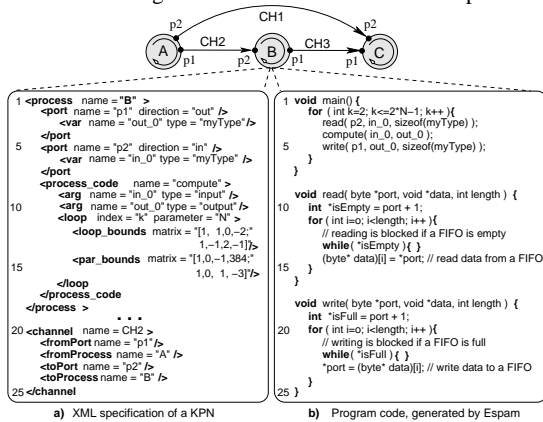 p2 CH1 p2
A CH2 B CH3 C
p1 p2 p1 p1
1 <process name = "B" >
<port name = "p1" direction = "out" />
<var name = "out_0" type = "myType" />
</port
5 <port name = "p2" direction = "in" />
<var name = "in_0" type = "myType" />
</port
<process_code name = "compute" >
<arg name = "in_0" type = "input" />
10 <arg name = "out_0" type = "output" />
<loop index = "k" parameter = "N" >
<loop_bounds matrix = "[1, 1,0,-2;"
1,-1,2,-1]"/>
<par_bounds matrix = "[1,0,-1,384;"
15 1,0, 1, -3]"/>
</loop
</process_code
</process >
. . .
20 <channel name = CH2 >
<fromPort name = "p1" />
<fromProcess name = "A" />
<toPort name = "p2" />
<toProcess name = "B" />
25 </channel
a) XML specification of a KPN
1 void main() {
for ( int k=2; k<=2*N-1; k++ ){
read( p2, in_0, sizeof(myType) );
compute( in_0, out_0 );
5 write( p1, out_0, sizeof(myType) );
}
}
void read( byte *port, void *data, int length ) {
10 int *isEmpty = port + 1;
for ( int i=o; i<length; i++ ){
// reading is blocked if a FIFO is empty
while( *isEmpty ){ }
(byte* data)[i] = *port; // read data from a FIFO
15 }
}
void write( byte *port, void *data, int length ) {
int *isFull = port + 1;
20 for ( int i=o; i<length; i++ ){
// writing is blocked if a FIFO is full
while( *isFull ){ }
*port = (byte* data)[i]; // write data to a FIFO
}
25 }
b) Program code, generated by Espam